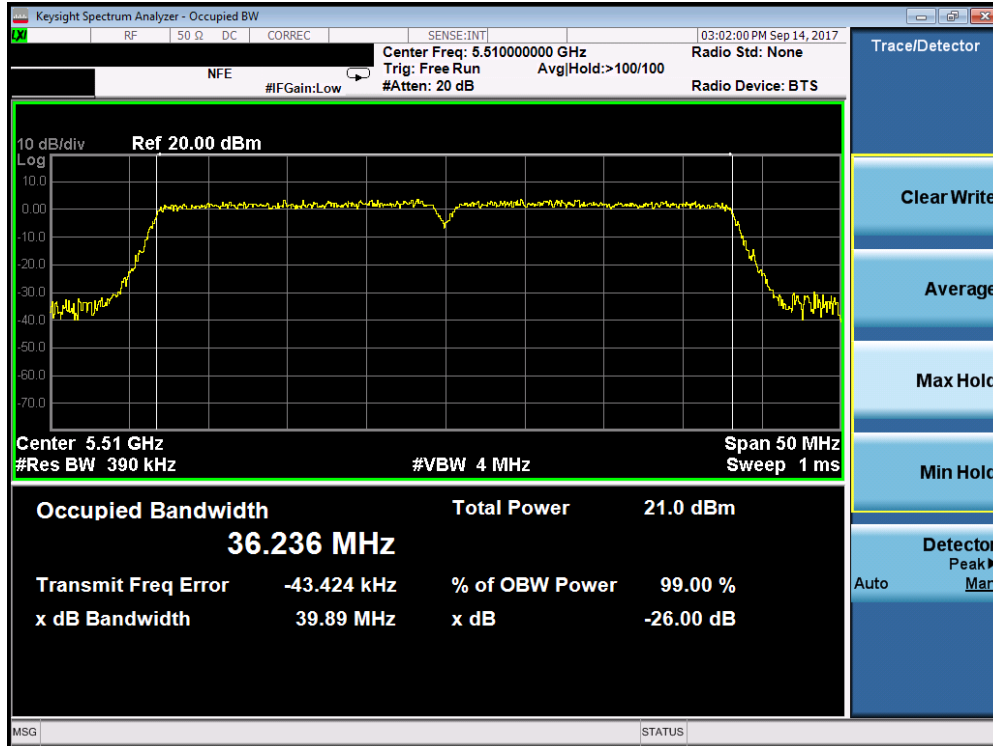 Keysight Spectrum Analyzer - Occupied BW
LXI RF 50 Ω DC CORREC SENSE:INT 03:02:00 PM Sep 14, 2017
Center Freq: 5.510000000 GHz Radio Std: None
NFE Trig: Free Run Avg|Hold:>100/100
#IFGain:Low #Atten: 20 dB Radio Device: BTS
10 dB/div Ref 20.00 dBm
Log
10.0
0.00
-10.0
-20.0
-30.0
-40.0
-50.0
-60.0
-70.0
Center 5.51 GHz Span 50 MHz
#Res BW 390 kHz #VBW 4 MHz Sweep 1 ms
Occupied Bandwidth Total Power 21.0 dBm
36.236 MHz
Transmit Freq Error -43.424 kHz % of OBW Power 99.00 %
x dB Bandwidth 39.89 MHz x dB -26.00 dB
MSG STATUS
Trace/Detector
Clear Write
Average
Max Hold
Min Hold
Detector
Peak
Auto Man